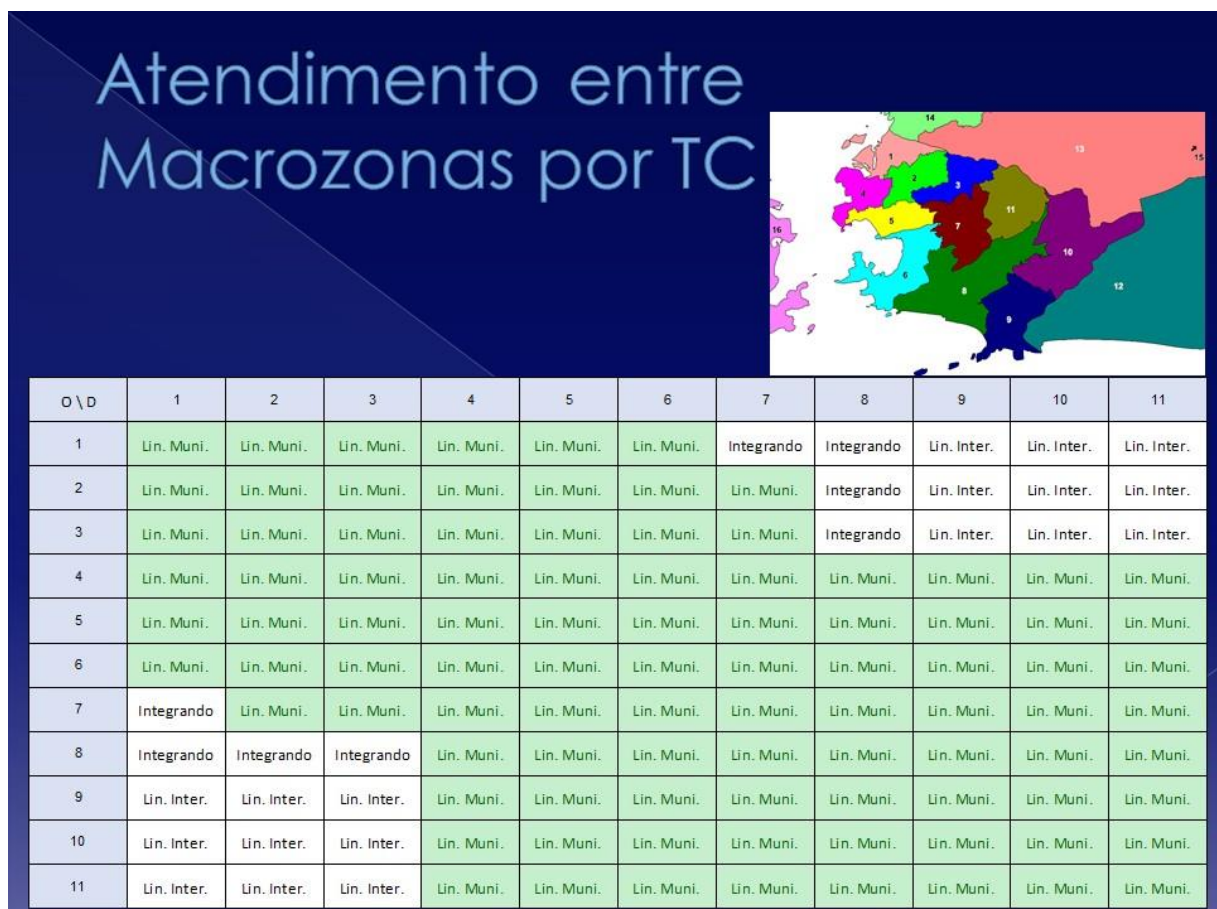 Atendimento entre
Macrozonas por TC
14
13
15
1
2
3
4
11
5
16
7
10
6
12
8
9
O \ D 1 2 3 4 5 6 7 8 9 10 11
1 Lin. Muni. Lin. Muni. Lin. Muni. Lin. Muni. Lin. Muni. Lin. Muni. Integrando Integrando Lin. Inter. Lin. Inter. Lin. Inter.
2 Lin. Muni. Lin. Muni. Lin. Muni. Lin. Muni. Lin. Muni. Lin. Muni. Lin. Muni. Integrando Lin. Inter. Lin. Inter. Lin. Inter.
3 Lin. Muni. Lin. Muni. Lin. Muni. Lin. Muni. Lin. Muni. Lin. Muni. Lin. Muni. Integrando Lin. Inter. Lin. Inter. Lin. Inter.
4 Lin. Muni. Lin. Muni. Lin. Muni. Lin. Muni. Lin. Muni. Lin. Muni. Lin. Muni. Lin. Muni. Lin. Muni. Lin. Muni. Lin. Muni.
5 Lin. Muni. Lin. Muni. Lin. Muni. Lin. Muni. Lin. Muni. Lin. Muni. Lin. Muni. Lin. Muni. Lin. Muni. Lin. Muni. Lin. Muni.
6 Lin. Muni. Lin. Muni. Lin. Muni. Lin. Muni. Lin. Muni. Lin. Muni. Lin. Muni. Lin. Muni. Lin. Muni. Lin. Muni. Lin. Muni.
7 Integrando Lin. Muni. Lin. Muni. Lin. Muni. Lin. Muni. Lin. Muni. Lin. Muni. Lin. Muni. Lin. Muni. Lin. Muni. Lin. Muni.
8 Integrando Integrando Integrando Lin. Muni. Lin. Muni. Lin. Muni. Lin. Muni. Lin. Muni. Lin. Muni. Lin. Muni. Lin. Muni.
9 Lin. Inter. Lin. Inter. Lin. Inter. Lin. Muni. Lin. Muni. Lin. Muni. Lin. Muni. Lin. Muni. Lin. Muni. Lin. Muni. Lin. Muni.
10 Lin. Inter. Lin. Inter. Lin. Inter. Lin. Muni. Lin. Muni. Lin. Muni. Lin. Muni. Lin. Muni. Lin. Muni. Lin. Muni. Lin. Muni.
11 Lin. Inter. Lin. Inter. Lin. Inter. Lin. Muni. Lin. Muni. Lin. Muni. Lin. Muni. Lin. Muni. Lin. Muni. Lin. Muni. Lin. Muni.